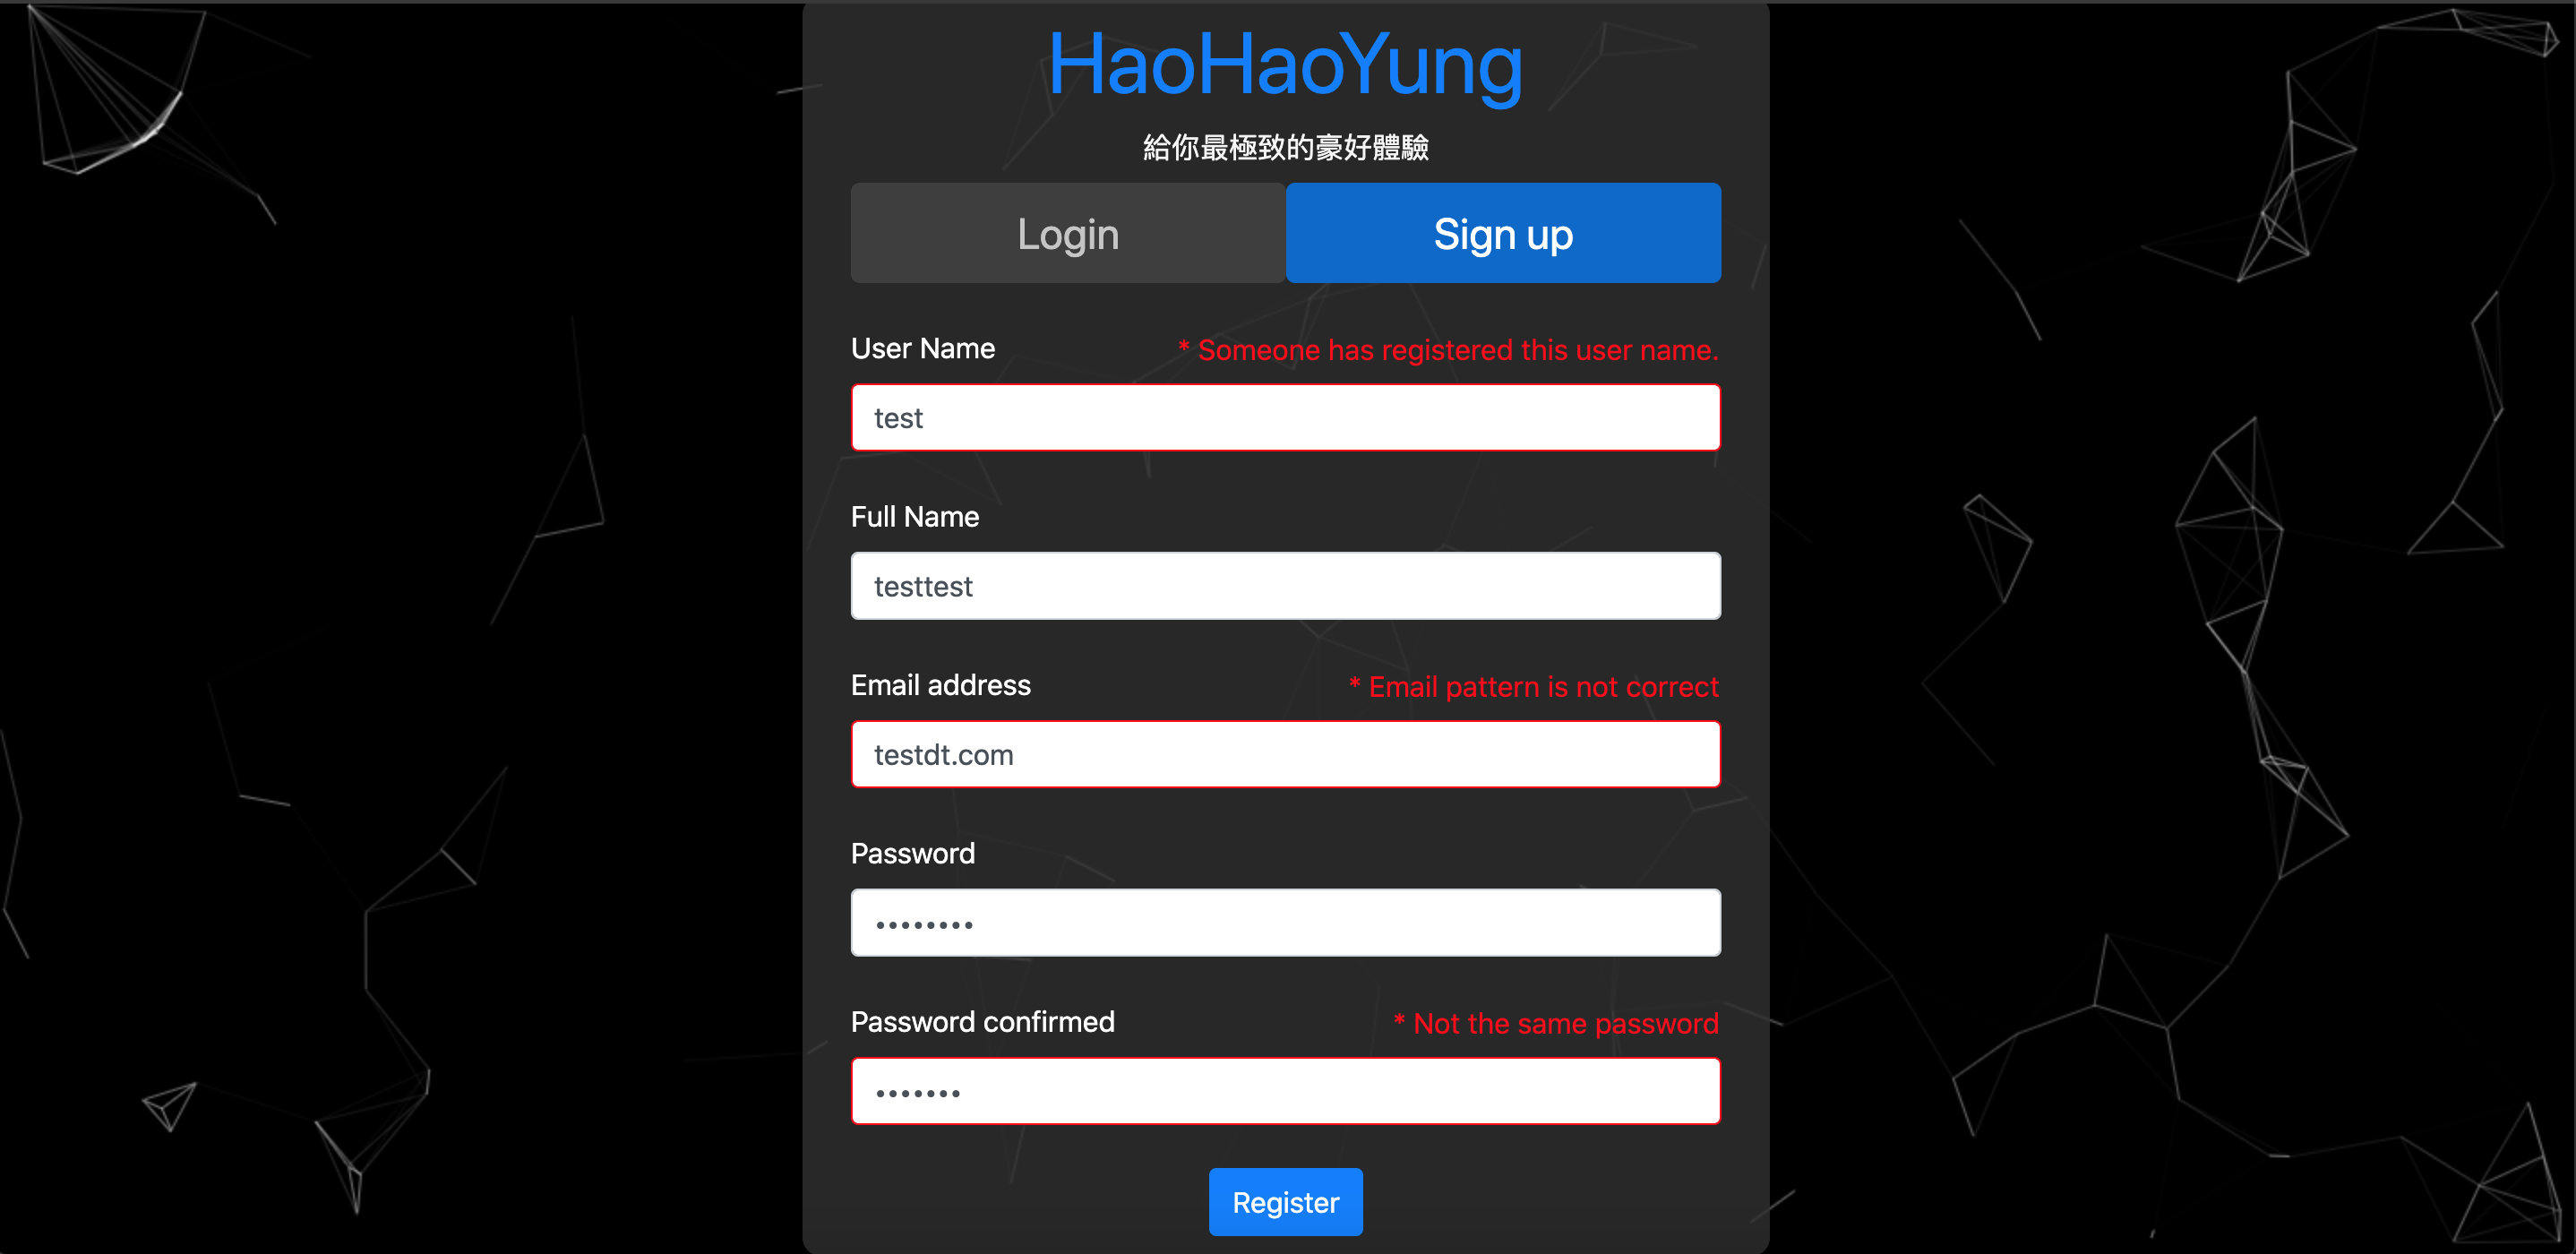 HaoHaoYung
給你最極致的豪好體驗
Login Sign up
User Name * Someone has registered this user name.
test
Full Name
testtest
Email address * Email pattern is not correct
testdt.com
Password
••••••••
Password confirmed * Not the same password
•••••••
Register